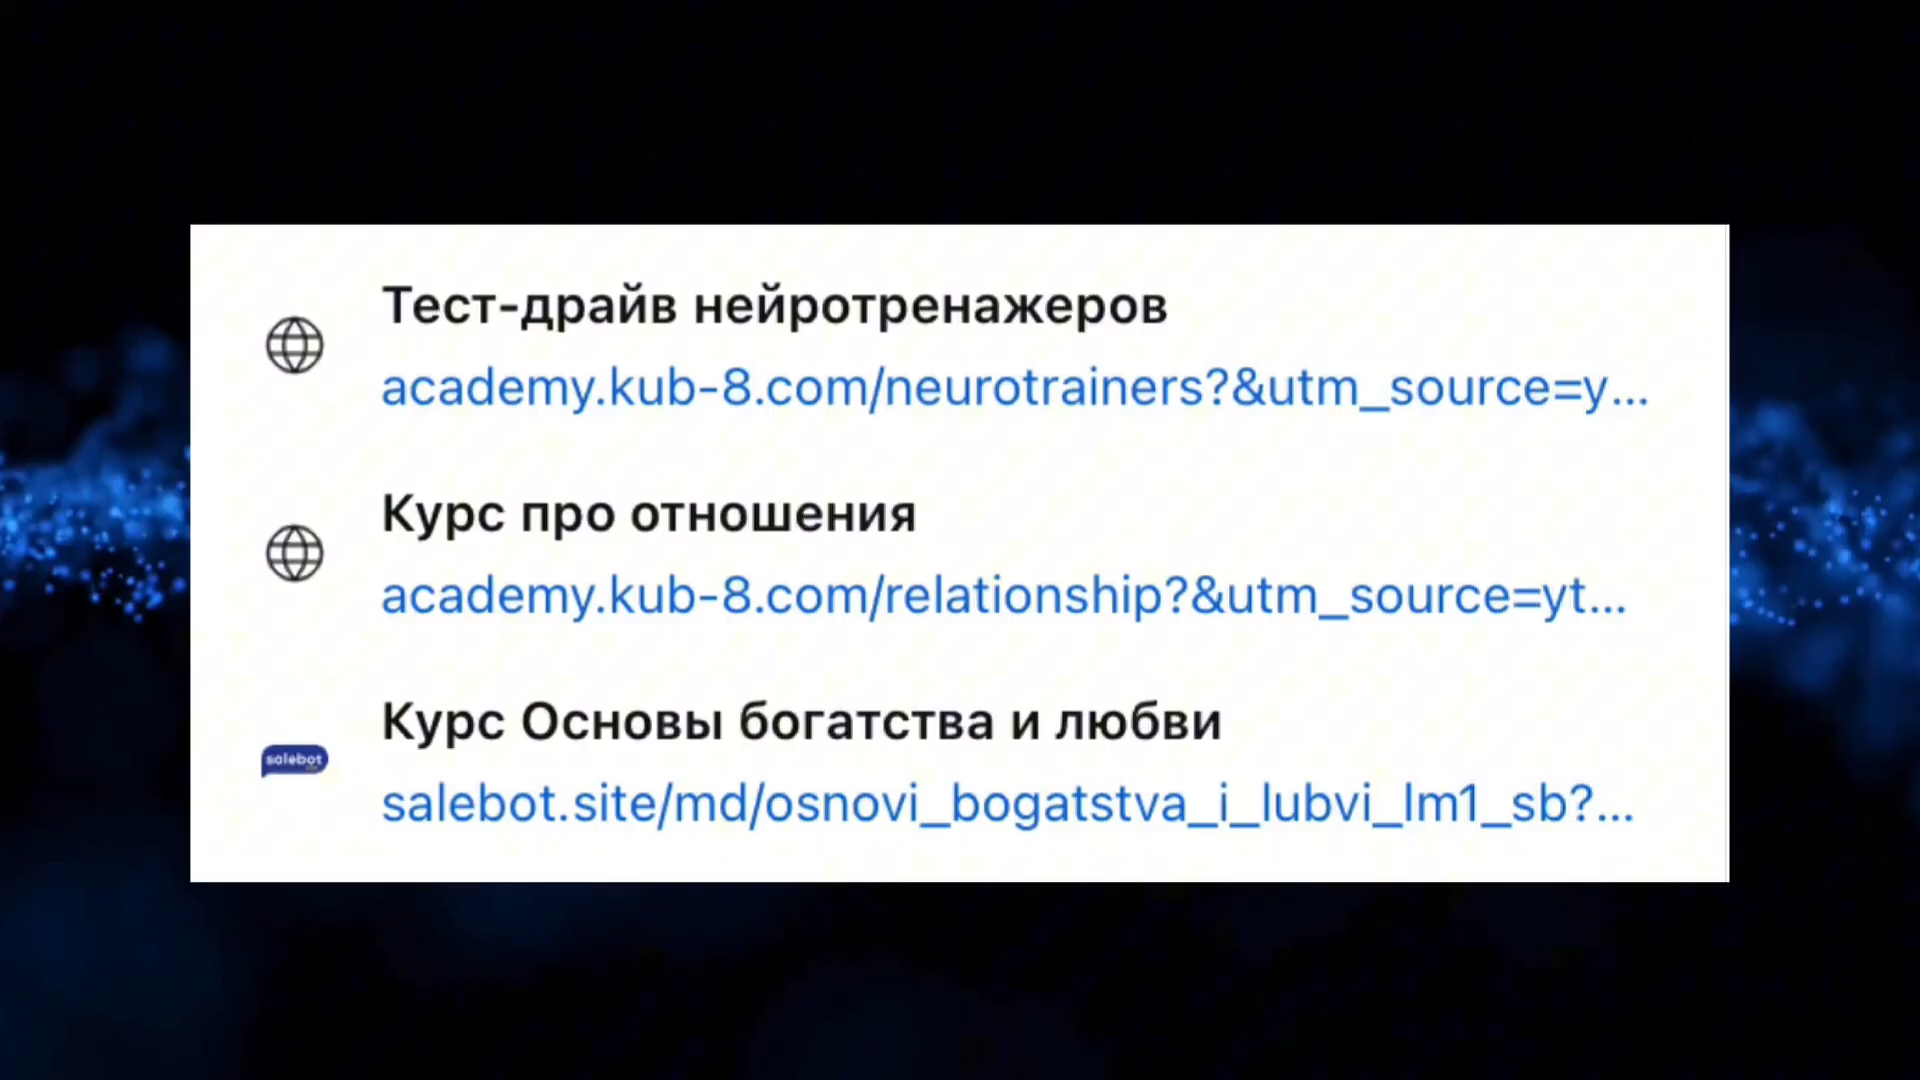 Тест-драйв нейротренажеров
academy.kub-8.com/neurotrainers?&utm_source=y...
Курс про отношения
academy.kub-8.com/relationship?&utm_source=yt...
salebot
Курс Основы богатства и любви
salebot.site/md/osnovi_bogatstva_i_lubvi_lm1_sb?...